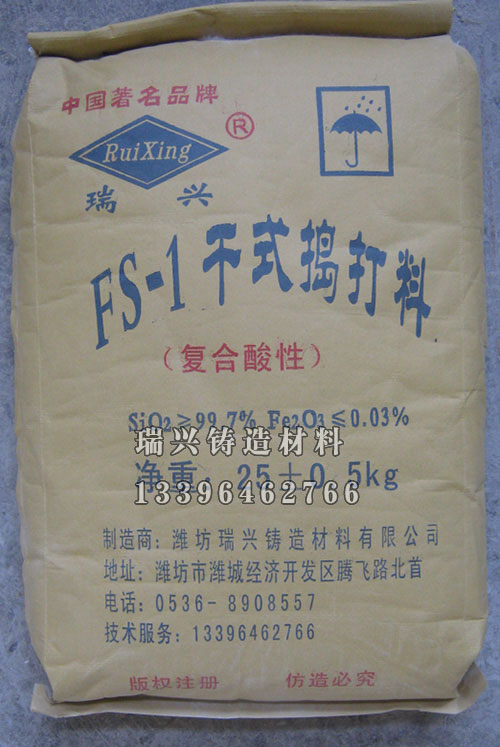 中国著名品牌
RuiXing ®
瑞兴
FS-1干式捣打料
（复合酸性）
SiO2≥99.7% Fe2O3≤0.03%
瑞兴铸造材料
净重 25±0.5kg
13396462766
制造商：潍坊瑞兴铸造材料有限公司
地址：潍坊市潍城经济开发区腾飞路北首
电话：0536-8908557
技术服务：13396462766
版权注册 仿造必究